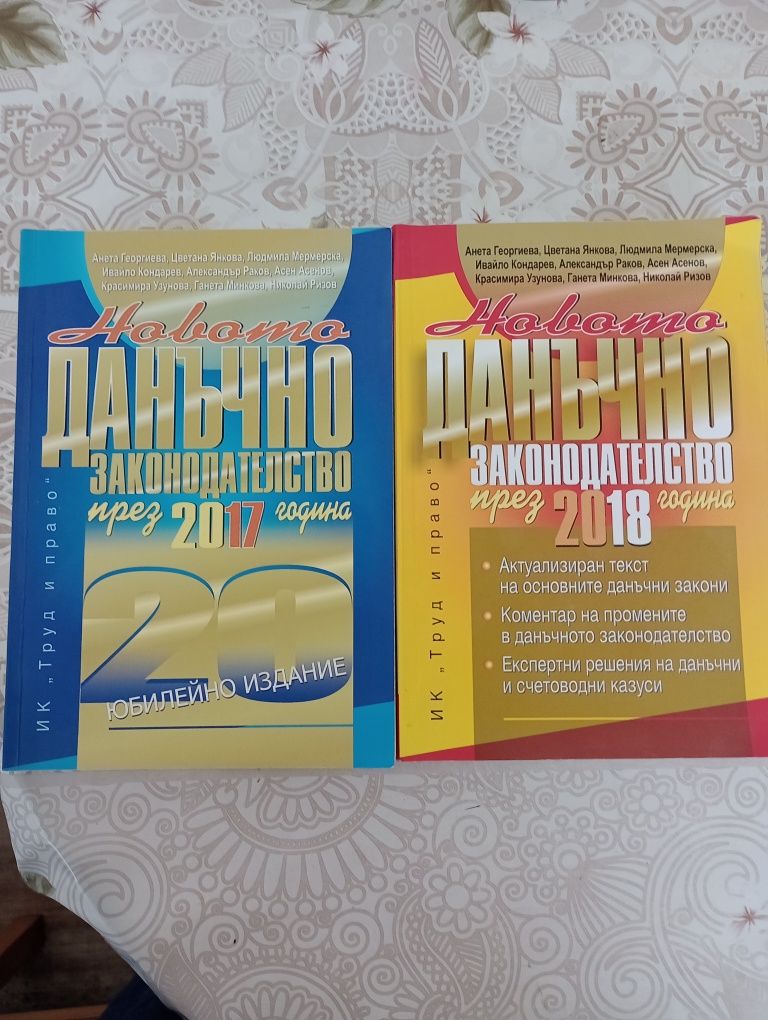 Анета Георгиева, Цветана Янкова, Людмила Мермерска,
Ивайло Кондарев, Александър Раков, Асен Асенов,
Красимира Узунова, Ганета Минкова, Николай Ризов
Новото
ДАНЪЧНО
ЗАКОНОДАТЕЛСТВО
през 2017 година
20
ЮБИЛЕЙНО ИЗДАНИЕ
ИК „Труд и право“
Анета Георгиева, Цветана Янкова, Людмила Мермерска,
Ивайло Кондарев, Александър Раков, Асен Асенов,
Красимира Узунова, Ганета Минкова, Николай Ризов
Новото
ДАНЪЧНО
ЗАКОНОДАТЕЛСТВО
през 2018 година
• Актуализиран текст
на основните данъчни закони
• Коментар на промените
в данъчното законодателство
• Експертни решения на данъчни
и счетоводни казуси
ИК „Труд и право“